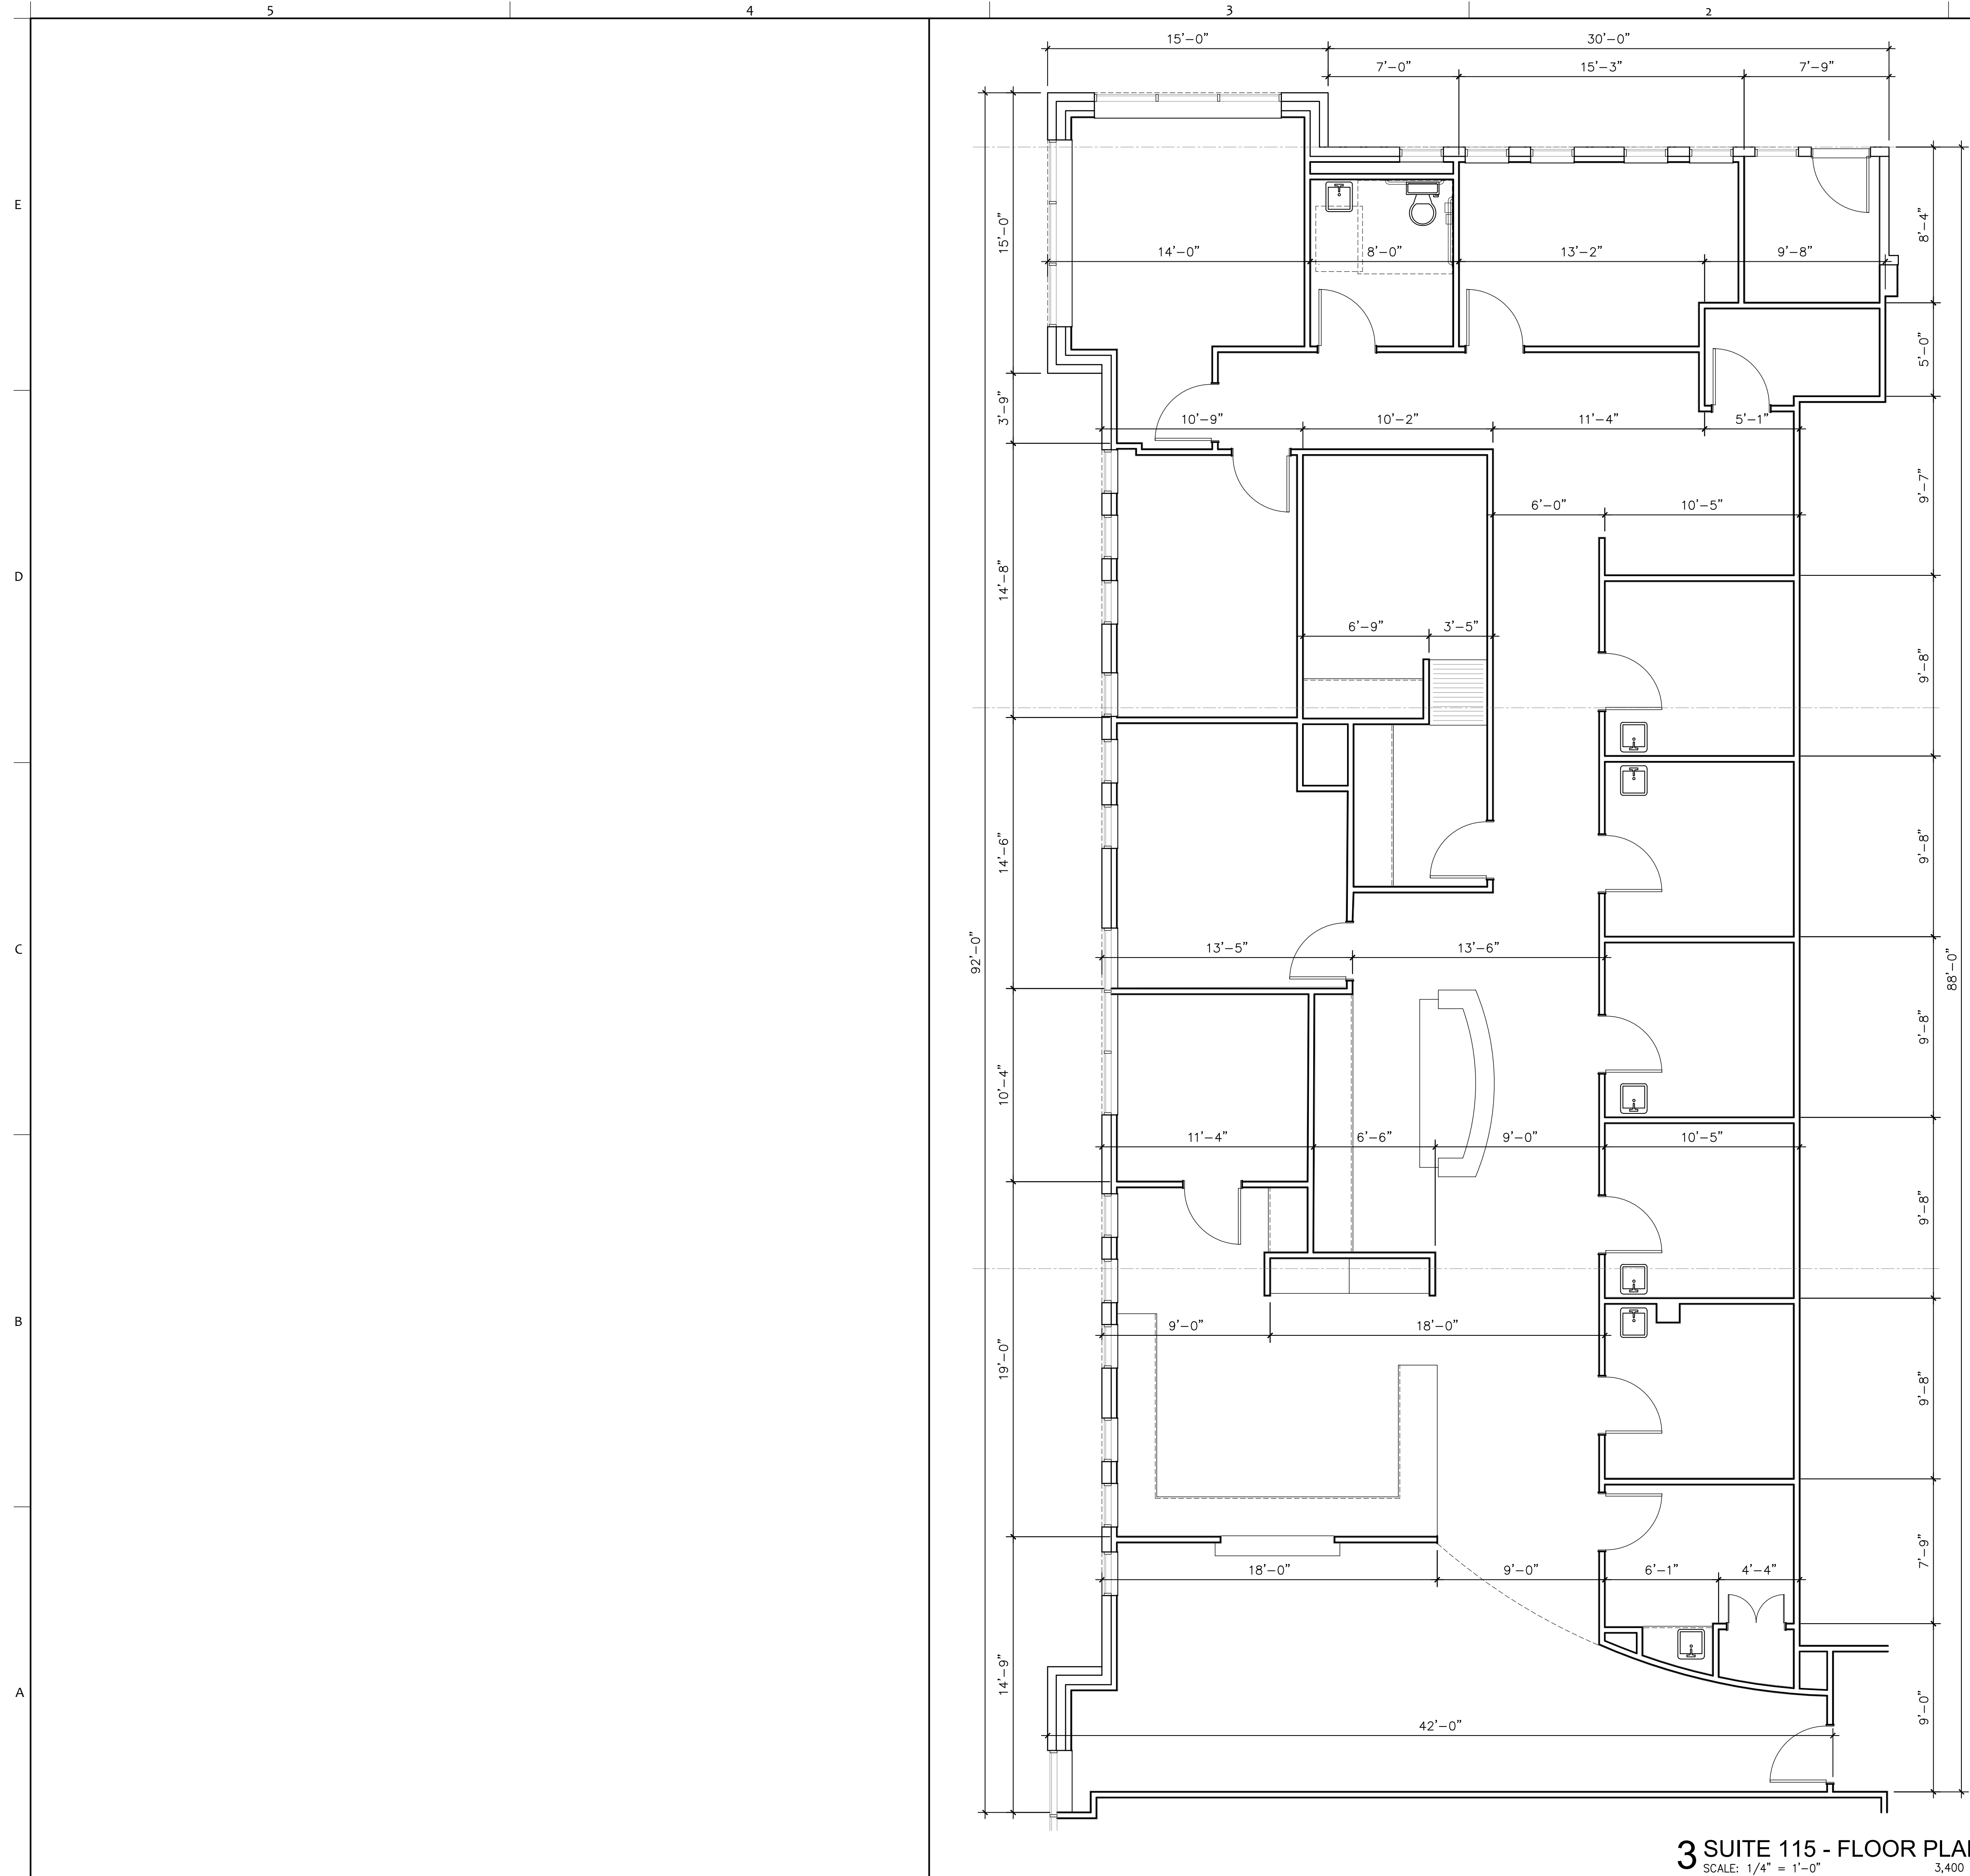 5 4 3 2
15'-0" 30'-0"
7'-0" 15'-3" 7'-9"
E
15'-0"
8'-4"
14'-0" 8'-0" 13'-2" 9'-8"
5'-0"
3'-9"
10'-9" 10'-2" 11'-4" 5'-1"
9'-7"
6'-0" 10'-5"
D
14'-8"
6'-9" 3'-5"
9'-8"
14'-6"
9'-8"
C
92'-0"
13'-5" 13'-6"
88'-0"
9'-8"
10'-4"
11'-4" 6'-6" 9'-0" 10'-5"
9'-8"
B
9'-0" 18'-0"
19'-0"
9'-8"
7'-9"
18'-0" 9'-0" 6'-1" 4'-4"
A
14'-9"
9'-0"
42'-0"
3 SUITE 115 - FLOOR PLA
SCALE: 1/4" = 1'-0" 3,400